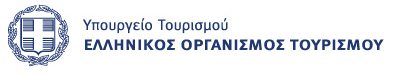 Υπουργείο Τουρισμού
ΕΛΛΗΝΙΚΟΣ ΟΡΓΑΝΙΣΜΟΣ ΤΟΥΡΙΣΜΟΥ